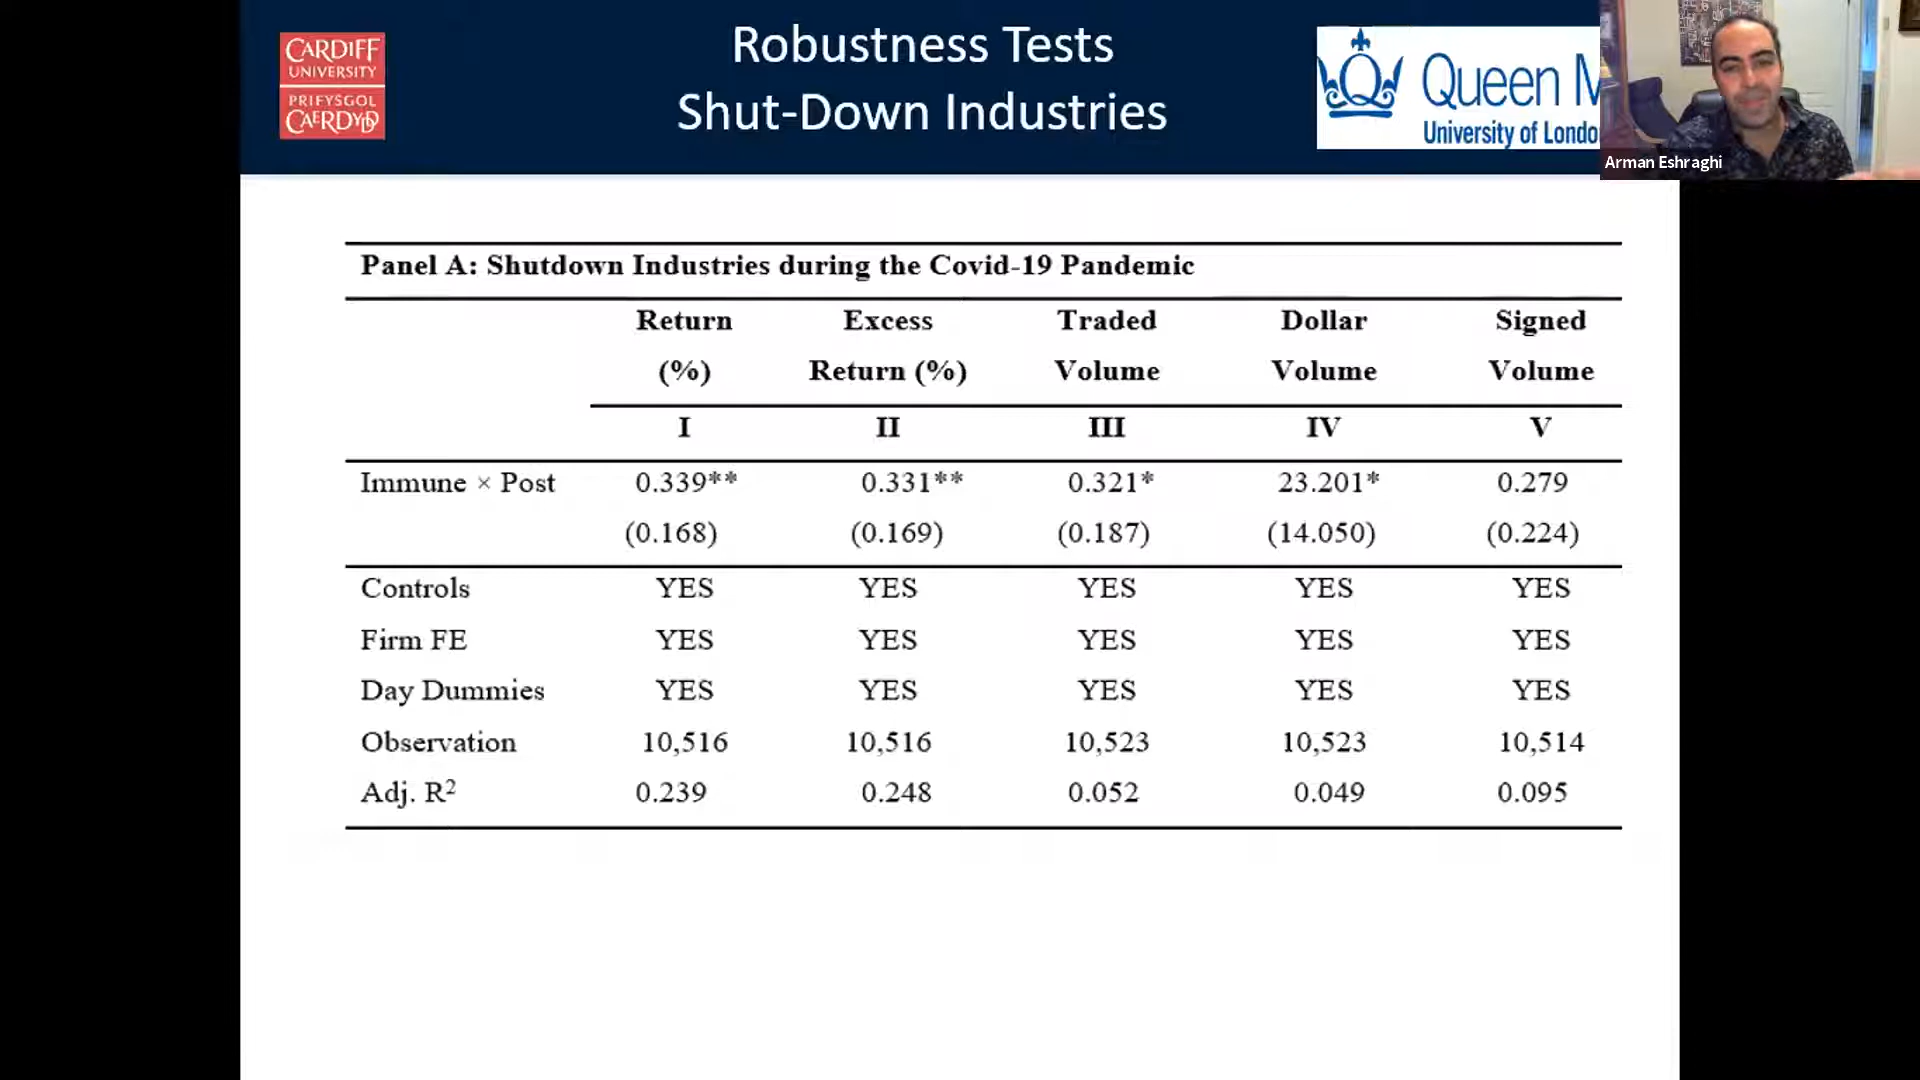 CARDIFF
UNIVERSITY
PRIFYSGOL
CAERDYDD
Robustness Tests
Shut-Down Industries
Queen M
University of Londo
Arman Eshraghi
Panel A: Shutdown Industries during the Covid-19 Pandemic
Return Excess Traded Dollar Signed
(%) Return (%) Volume Volume Volume
I II III IV V
Immune × Post 0.339** 0.331** 0.321* 23.201* 0.279
(0.168) (0.169) (0.187) (14.050) (0.224)
Controls YES YES YES YES YES
Firm FE YES YES YES YES YES
Day Dummies YES YES YES YES YES
Observation 10,516 10,516 10,523 10,523 10,514
Adj. R² 0.239 0.248 0.052 0.049 0.095